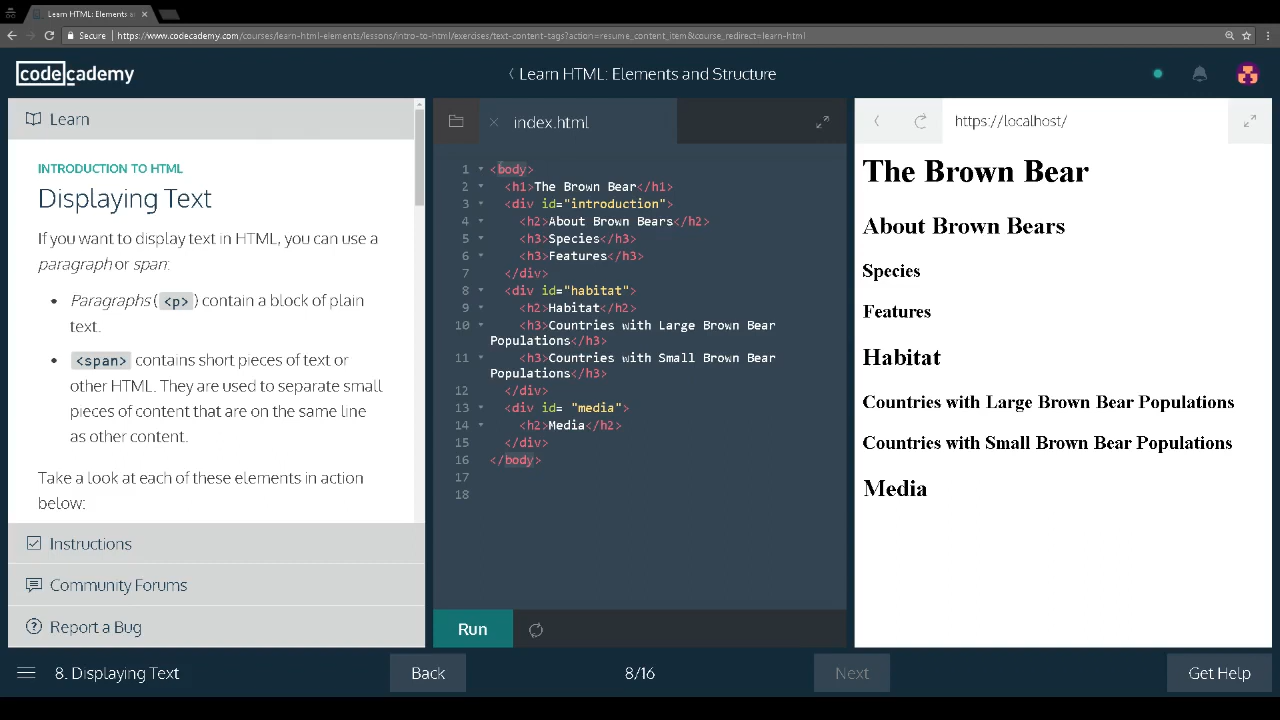 Learn HTML: Elements a
Secure
https://www.codecademy.com/courses/learn-html-elements/lessons/intro-to-html/exercises/text-content-tags?action=resume_content_item&course_redirect=learn-html
codecademy
Learn HTML: Elements and Structure
Learn
INTRODUCTION TO HTML
Displaying Text
If you want to display text in HTML, you can use a
paragraph or span:
• Paragraphs ( <p> ) contain a block of plain
text.
• <span> contains short pieces of text or
other HTML. They are used to separate small
pieces of content that are on the same line
as other content.
Take a look at each of these elements in action
below:
Instructions
Community Forums
Report a Bug
index.html
1 <body>
2 <h1>The Brown Bear</h1>
3 <div id="introduction">
4 <h2>About Brown Bears</h2>
5 <h3>Species</h3>
6 <h3>Features</h3>
7 </div>
8 <div id="habitat">
9 <h2>Habitat</h2>
10 <h3>Countries with Large Brown Bear
Populations</h3>
11 <h3>Countries with Small Brown Bear
Populations</h3>
12 </div>
13 <div id= "media">
14 <h2>Media</h2>
15 </div>
16 </body>
17
18
Run
https://localhost/
The Brown Bear
About Brown Bears
Species
Features
Habitat
Countries with Large Brown Bear Populations
Countries with Small Brown Bear Populations
Media
8. Displaying Text
Back
8/16
Next
Get Help